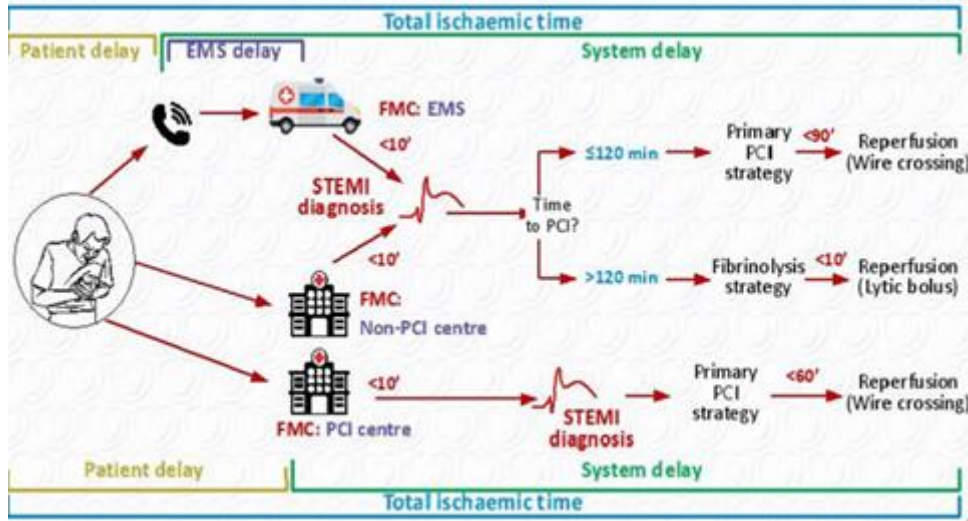 Total ischaemic time
Patient delay
EMS delay
System delay
FMC: EMS
<10'
STEMI
diagnosis
<10'
FMC:
Non-PCI centre
Time
to PCI?
≤120 min
Primary
PCI
strategy
<90'
Reperfusion
(Wire crossing)
>120 min
Fibrinolysis
strategy
<10'
Reperfusion
(Lytic bolus)
<10'
FMC: PCI centre
STEMI
diagnosis
Primary
PCI
strategy
<60'
Reperfusion
(Wire crossing)
Patient delay
System delay
Total ischaemic time